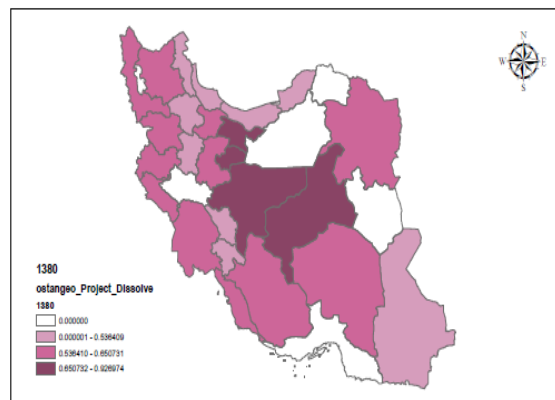 N
W E
S
1380
ostangeo_Project_Dissolve
1380
0.000000
0.000001 - 0.536409
0.536410 - 0.650731
0.650732 - 0.926974